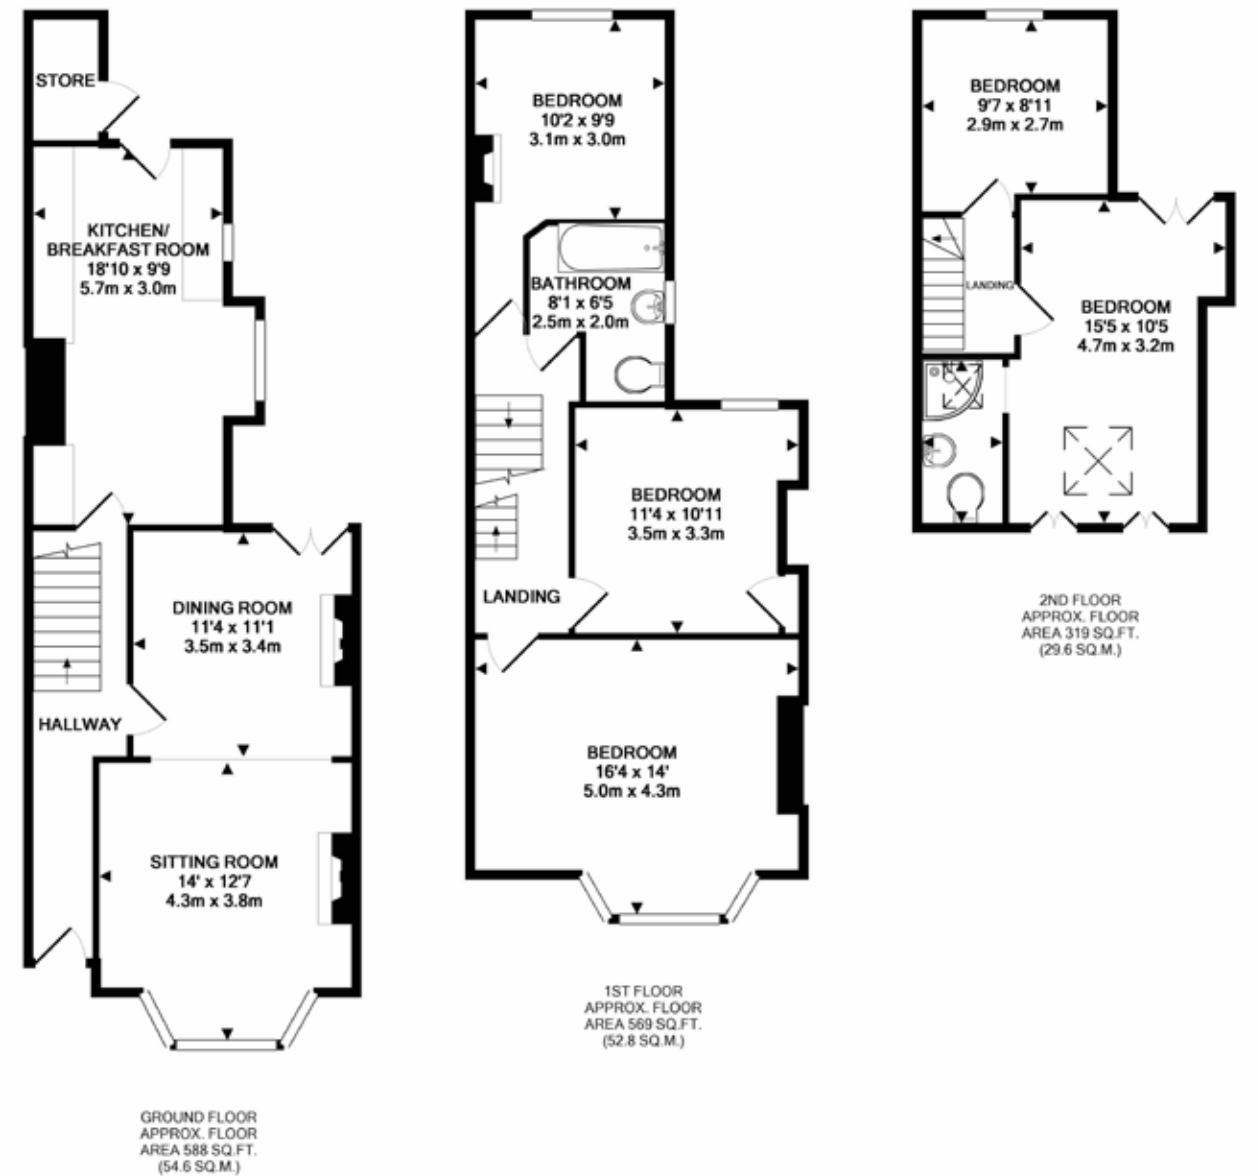 STORE
KITCHEN/
BREAKFAST ROOM
18'10 x 9'9
5.7m x 3.0m
DINING ROOM
11'4 x 11'1
3.5m x 3.4m
HALLWAY
SITTING ROOM
14' x 12'7
4.3m x 3.8m
GROUND FLOOR
APPROX. FLOOR
AREA 588 SQ.FT.
(54.6 SQ.M.)
BEDROOM
10'2 x 9'9
3.1m x 3.0m
BATHROOM
8'1 x 6'5
2.5m x 2.0m
BEDROOM
11'4 x 10'11
3.5m x 3.3m
LANDING
BEDROOM
16'4 x 14'
5.0m x 4.3m
1ST FLOOR
APPROX. FLOOR
AREA 569 SQ.FT.
(52.8 SQ.M.)
BEDROOM
9'7 x 8'11
2.9m x 2.7m
LANDING
BEDROOM
15'5 x 10'5
4.7m x 3.2m
2ND FLOOR
APPROX. FLOOR
AREA 319 SQ.FT.
(29.6 SQ.M.)